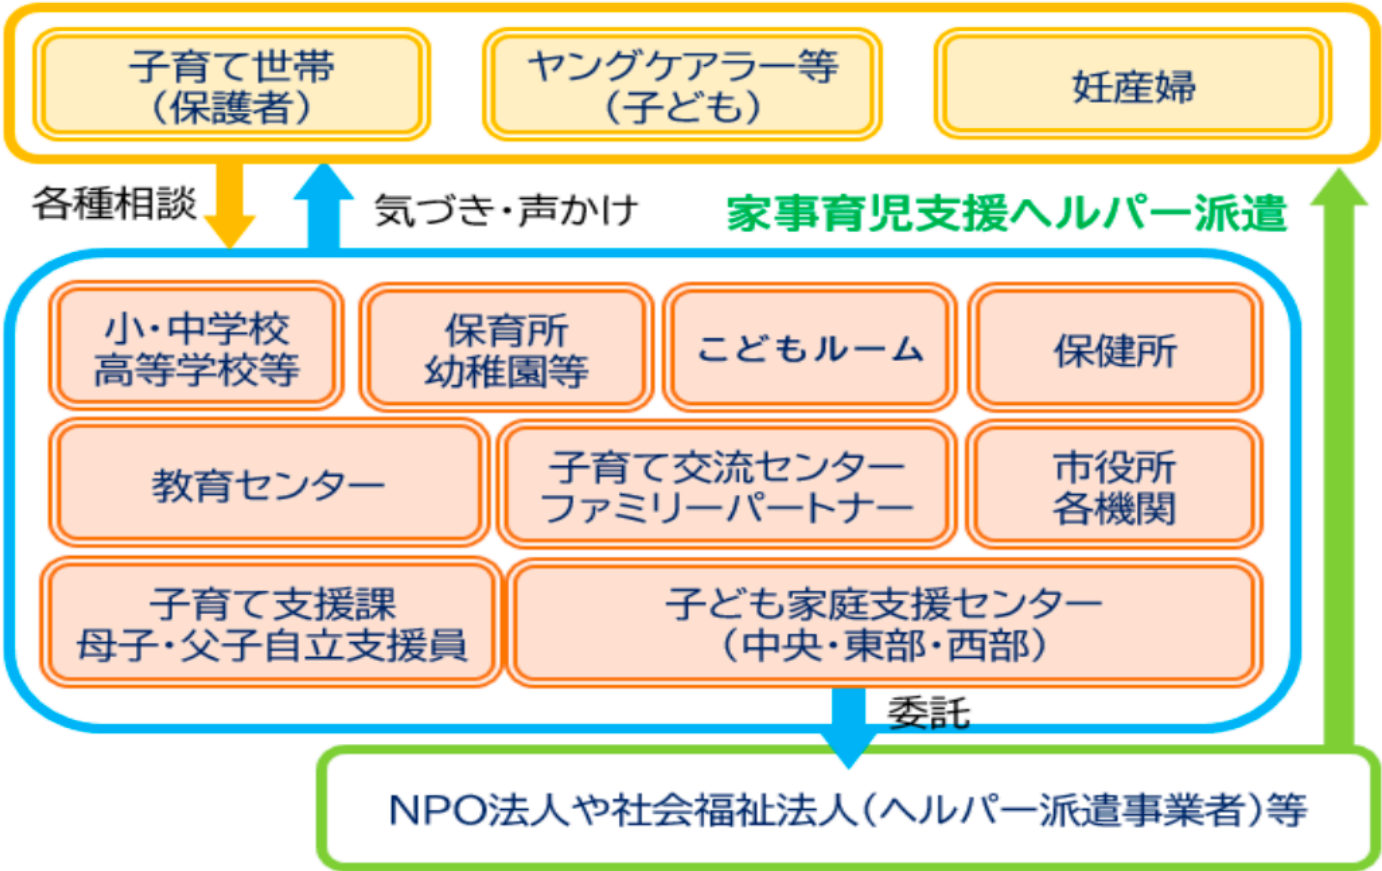 子育て世帯
(保護者)
ヤングケアラー等
(子ども)
妊産婦
各種相談
気づき・声かけ
家事育児支援ヘルパー派遣
小・中学校
高等学校等
保育所
幼稚園等
こどもルーム
保健所
教育センター
子育て交流センター
ファミリーパートナー
市役所
各機関
子育て支援課
母子・父子自立支援員
子ども家庭支援センター
(中央・東部・西部)
委託
NPO法人や社会福祉法人(ヘルパー派遣事業者)等